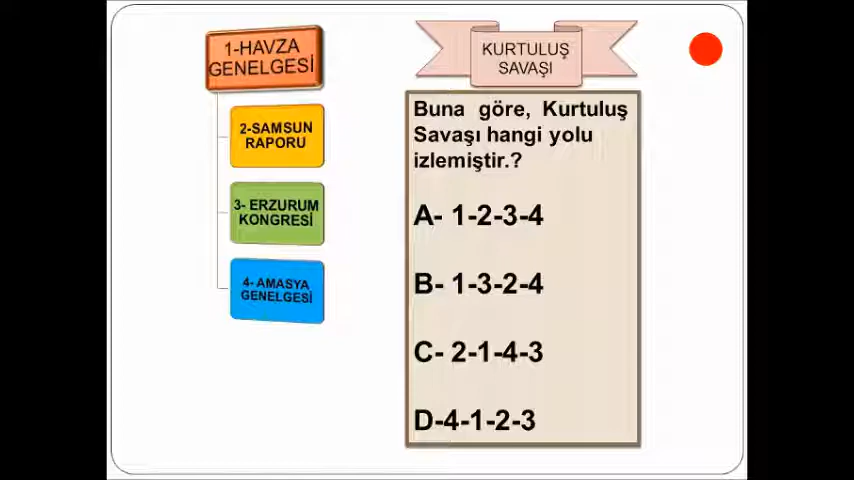 1-HAVZA
GENELGESİ
2-SAMSUN
RAPORU
3- ERZURUM
KONGRESİ
4- AMASYA
GENELGESİ
KURTULUŞ
SAVAŞI
Buna göre, Kurtuluş
Savaşı hangi yolu
izlemiştir.?
A- 1-2-3-4
B- 1-3-2-4
C- 2-1-4-3
D-4-1-2-3